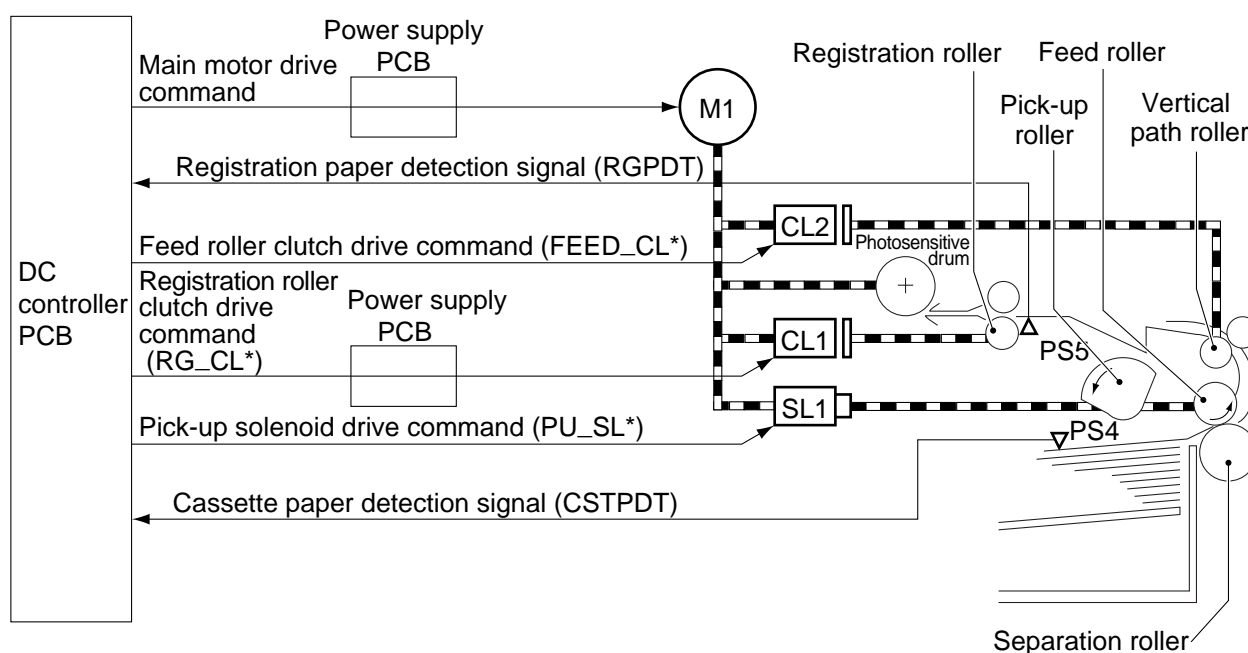 Power supply
PCB
Main motor drive
command
M1
Registration roller
Feed roller
Pick-up
roller
Vertical
path roller
Registration paper detection signal (RGPDT)
CL2
Feed roller clutch drive command (FEED_CL*)
Photosensitive
drum
DC
controller
PCB
Registration roller
clutch drive
command
(RG_CL*)
Power supply
PCB
CL1
PS5
SL1
Pick-up solenoid drive command (PU_SL*)
PS4
Cassette paper detection signal (CSTPDT)
Separation roller